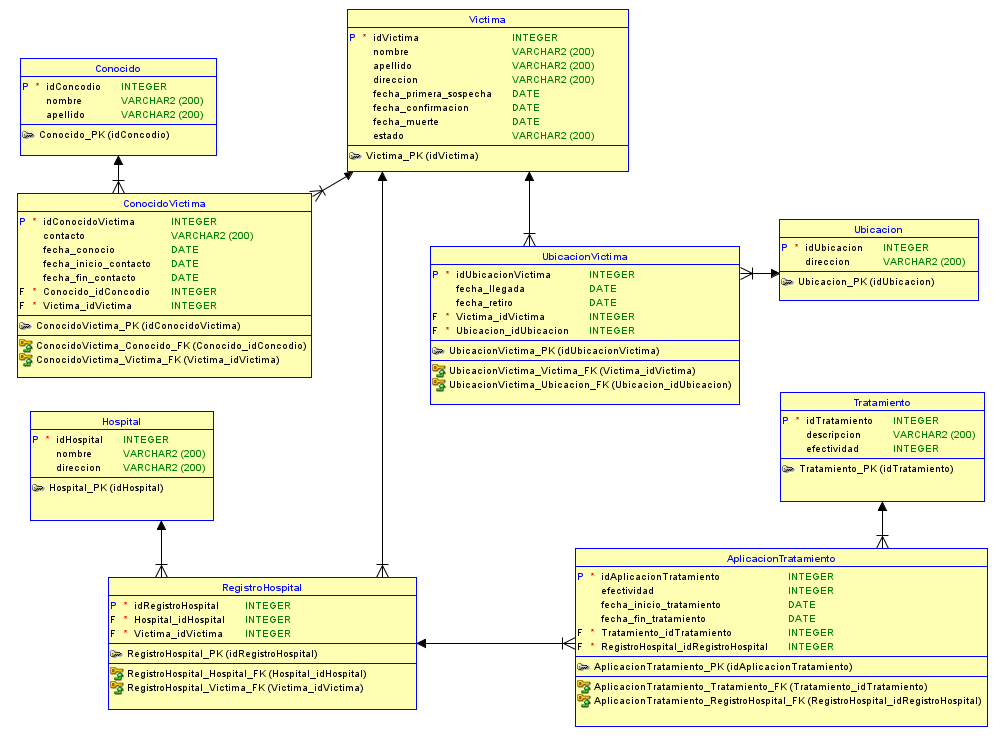 Victima
P * idVictima INTEGER
nombre VARCHAR2 (200)
apellido VARCHAR2 (200)
direccion VARCHAR2 (200)
fecha_primera_sospecha DATE
fecha_confirmacion DATE
fecha_muerte DATE
estado VARCHAR2 (200)
Victima_PK (idVictima)
Conocido
P * idConcodio INTEGER
nombre VARCHAR2 (200)
apellido VARCHAR2 (200)
Conocido_PK (idConcodio)
ConocidoVictima
P * idConocidoVictima INTEGER
contacto VARCHAR2 (200)
fecha_conocio DATE
fecha_inicio_contacto DATE
fecha_fin_contacto DATE
F * Conocido_idConcodio INTEGER
F * Victima_idVictima INTEGER
ConocidoVictima_PK (idConocidoVictima)
ConocidoVictima_Conocido_FK (Conocido_idConcodio)
ConocidoVictima_Victima_FK (Victima_idVictima)
UbicacionVictima
P * idUbicacionVictima INTEGER
fecha_llegada DATE
fecha_retiro DATE
F * Victima_idVictima INTEGER
F * Ubicacion_idUbicacion INTEGER
UbicacionVictima_PK (idUbicacionVictima)
UbicacionVictima_Victima_FK (Victima_idVictima)
UbicacionVictima_Ubicacion_FK (Ubicacion_idUbicacion)
Ubicacion
P * idUbicacion INTEGER
direccion VARCHAR2 (200)
Ubicacion_PK (idUbicacion)
Hospital
P * idHospital INTEGER
nombre VARCHAR2 (200)
direccion VARCHAR2 (200)
Hospital_PK (idHospital)
Tratamiento
P * idTratamiento INTEGER
descripcion VARCHAR2 (200)
efectividad INTEGER
Tratamiento_PK (idTratamiento)
RegistroHospital
P * idRegistroHospital INTEGER
F * Hospital_idHospital INTEGER
F * Victima_idVictima INTEGER
RegistroHospital_PK (idRegistroHospital)
RegistroHospital_Hospital_FK (Hospital_idHospital)
RegistroHospital_Victima_FK (Victima_idVictima)
AplicacionTratamiento
P * idAplicacionTratamiento INTEGER
efectividad INTEGER
fecha_inicio_tratamiento DATE
fecha_fin_tratamiento DATE
F * Tratamiento_idTratamiento INTEGER
F * RegistroHospital_idRegistroHospital INTEGER
AplicacionTratamiento_PK (idAplicacionTratamiento)
AplicacionTratamiento_Tratamiento_FK (Tratamiento_idTratamiento)
AplicacionTratamiento_RegistroHospital_FK (RegistroHospital_idRegistroHospital)